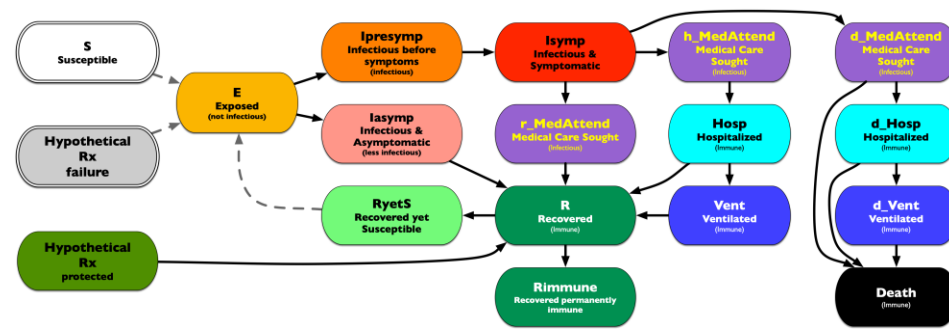 S
Susceptible
Hypothetical
Rx
failure
Hypothetical
Rx
protected
E
Exposed
(not infectious)
Ipresymp
Infectious before
symptoms
(infectious)
Iasymp
Infectious &
Asymptomatic
(less infectious)
RyetS
Recovered yet
Susceptible
Isymp
Infectious &
Symptomatic
r_MedAttend
Medical Care Sought
(Infectious)
R
Recovered
(Immune)
Rimmune
Recovered permanently
immune
h_MedAttend
Medical Care
Sought
(Infectious)
Hosp
Hospitalized
(Immune)
Vent
Ventilated
(Immune)
d_MedAttend
Medical Care
Sought
(Infectious)
d_Hosp
Hospitalized
(Immune)
d_Vent
Ventilated
(Immune)
Death
(Immune)